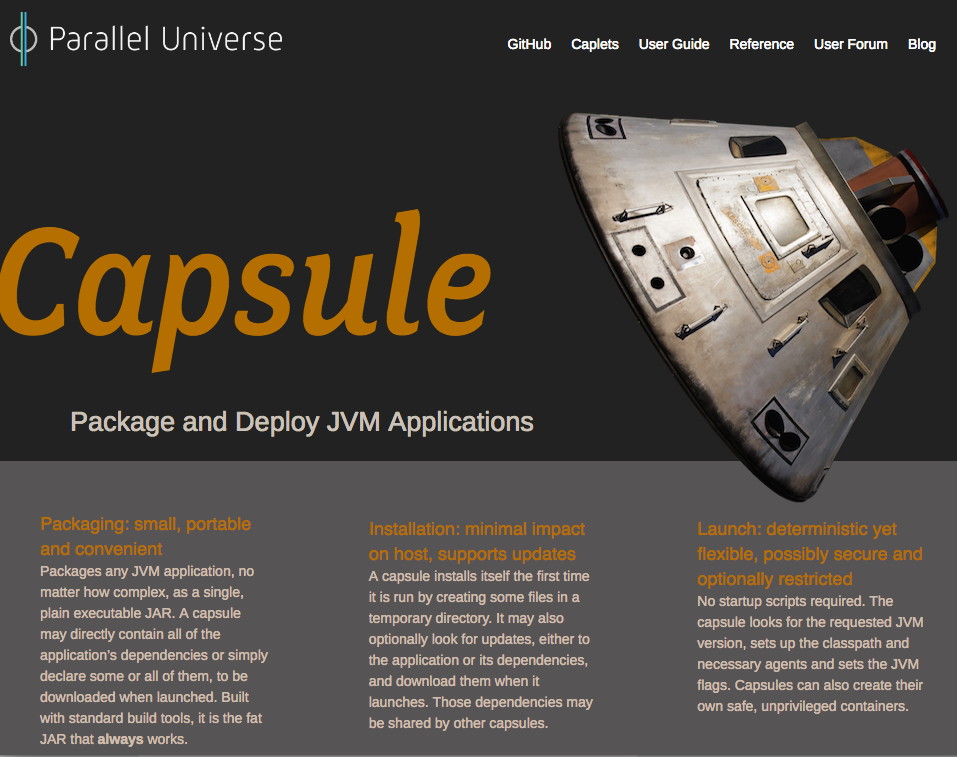 Parallel Universe
GitHub Caplets User Guide Reference User Forum Blog
Capsule
Package and Deploy JVM Applications
Packaging: small, portable
and convenient
Packages any JVM application, no
matter how complex, as a single,
plain executable JAR. A capsule
may directly contain all of the
application's dependencies or simply
declare some or all of them, to be
downloaded when launched. Built
with standard build tools, it is the fat
JAR that always works.
Installation: minimal impact
on host, supports updates
A capsule installs itself the first time
it is run by creating some files in a
temporary directory. It may also
optionally look for updates, either to
the application or its dependencies,
and download them when it
launches. Those dependencies may
be shared by other capsules.
Launch: deterministic yet
flexible, possibly secure and
optionally restricted
No startup scripts required. The
capsule looks for the requested JVM
version, sets up the classpath and
necessary agents and sets the JVM
flags. Capsules can also create their
own safe, unprivileged containers.